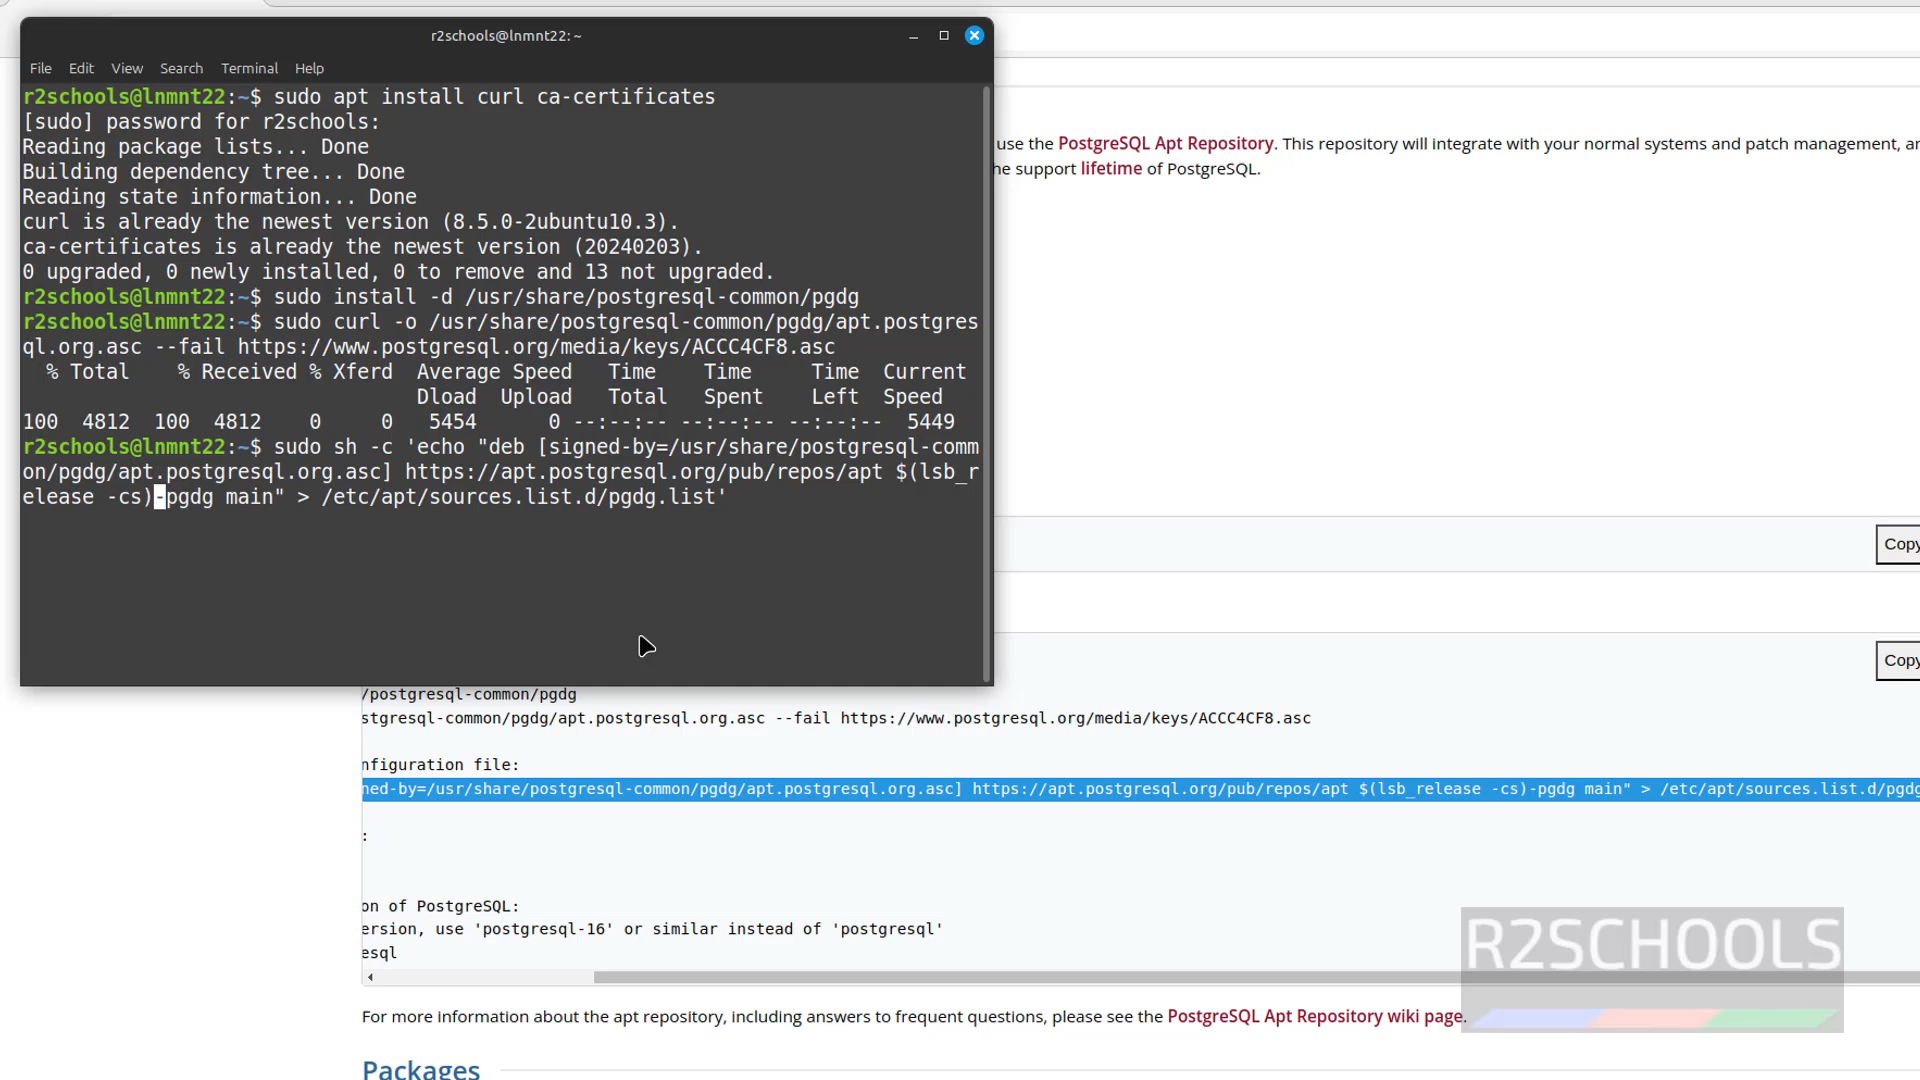 r2schools@lnmnt22: ~
File Edit View Search Terminal Help
r2schools@lnmnt22:~$ sudo apt install curl ca-certificates
[sudo] password for r2schools:
Reading package lists... Done
Building dependency tree... Done
Reading state information... Done
curl is already the newest version (8.5.0-2ubuntu10.3).
ca-certificates is already the newest version (20240203).
0 upgraded, 0 newly installed, 0 to remove and 13 not upgraded.
r2schools@lnmnt22:~$ sudo install -d /usr/share/postgresql-common/pgdg
r2schools@lnmnt22:~$ sudo curl -o /usr/share/postgresql-common/pgdg/apt.postgres
ql.org.asc --fail https://www.postgresql.org/media/keys/ACCC4CF8.asc
% Total % Received % Xferd Average Speed Time Time Time Current
Dload Upload Total Spent Left Speed
100 4812 100 4812 0 0 5454 0 --:--:-- --:--:-- --:--:-- 5449
r2schools@lnmnt22:~$ sudo sh -c 'echo "deb [signed-by=/usr/share/postgresql-comm
on/pgdg/apt.postgresql.org.asc] https://apt.postgresql.org/pub/repos/apt $(lsb_r
elease -cs)-pgdg main" > /etc/apt/sources.list.d/pgdg.list'
use the PostgreSQL Apt Repository. This repository will integrate with your normal systems and patch management, an
he support lifetime of PostgreSQL.
Copy
Copy
/postgresql-common/pgdg
stgresql-common/pgdg/apt.postgresql.org.asc --fail https://www.postgresql.org/media/keys/ACCC4CF8.asc
nfiguration file:
ned-by=/usr/share/postgresql-common/pgdg/apt.postgresql.org.asc] https://apt.postgresql.org/pub/repos/apt $(lsb_release -cs)-pgdg main" > /etc/apt/sources.list.d/pgdg
:
on of PostgreSQL:
ersion, use 'postgresql-16' or similar instead of 'postgresql'
esql
R2SCHOOLS
For more information about the apt repository, including answers to frequent questions, please see the PostgreSQL Apt Repository wiki page.
Packages